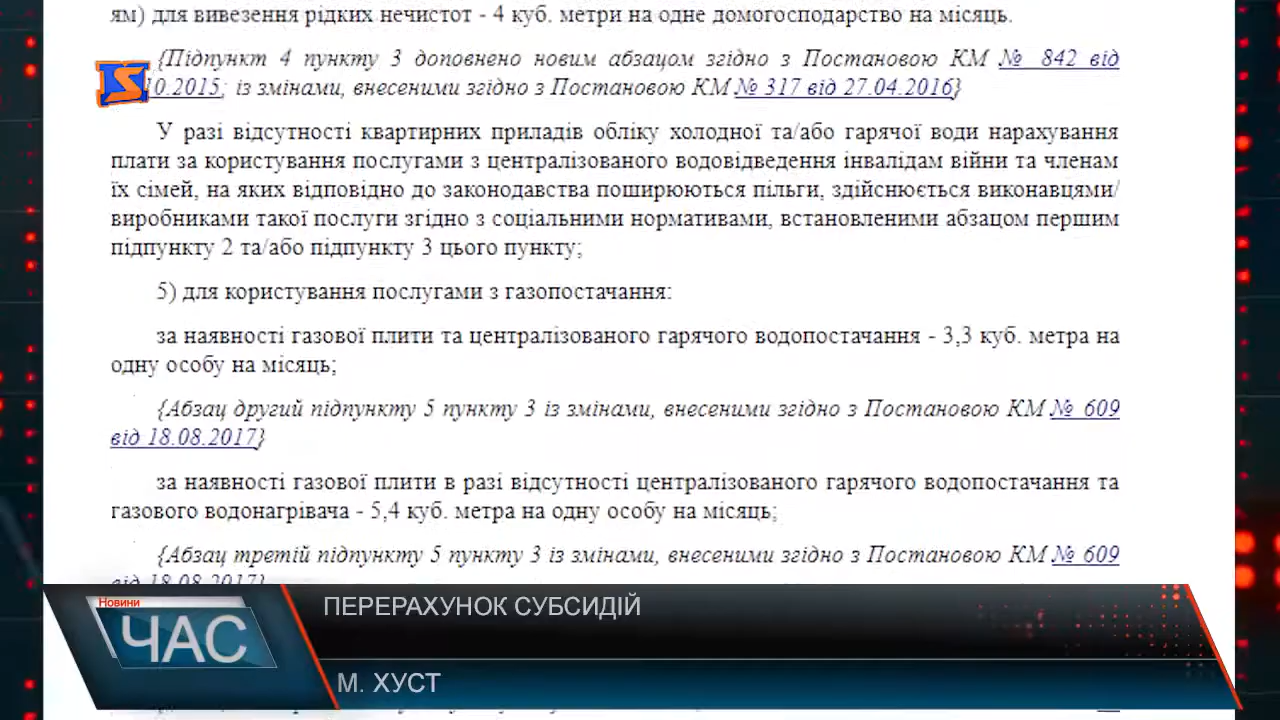 ям) для вивезення рідких нечистот - 4 куб. метри на одне домогосподарство на місяць.
{Підпункт 4 пункту 3 доповнено новим абзацом згідно з Постановою КМ № 842 від
10.2015; із змінами, внесеними згідно з Постановою КМ № 317 від 27.04.2016}
У разі відсутності квартирних приладів обліку холодної та/або гарячої води нарахування
плати за користування послугами з централізованого водовідведення інвалідам війни та членам
їх сімей, на яких відповідно до законодавства поширюються пільги, здійснюється виконавцями/
виробниками такої послуги згідно з соціальними нормативами, встановленими абзацом першим
підпункту 2 та/або підпункту 3 цього пункту;
5) для користування послугами з газопостачання:
за наявності газової плити та централізованого гарячого водопостачання - 3,3 куб. метра на
одну особу на місяць;
{Абзац другий підпункту 5 пункту 3 із змінами, внесеними згідно з Постановою КМ № 609
від 18.08.2017}
за наявності газової плити в разі відсутності централізованого гарячого водопостачання та
газового водонагрівача - 5,4 куб. метра на одну особу на місяць;
{Абзац третій підпункту 5 пункту 3 із змінами, внесеними згідно з Постановою КМ № 609
від 18.08.2017}
Новини
ЧАС
ПЕРЕРАХУНОК СУБСИДІЙ
М. ХУСТ